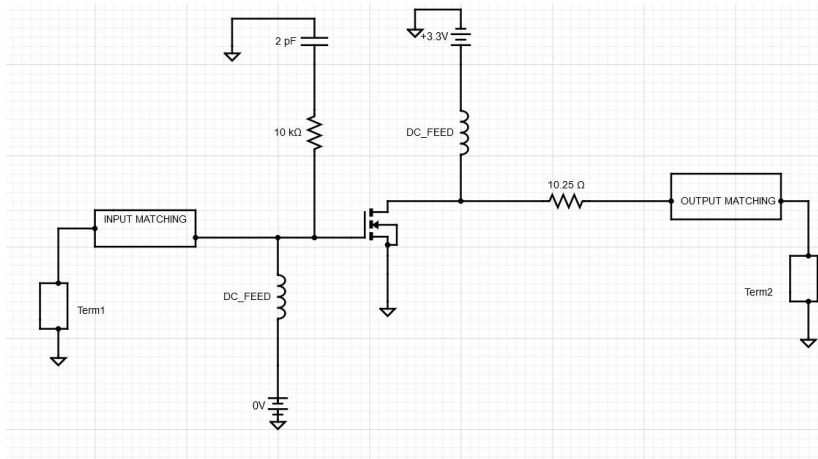 2 pF
+3.3V
10 kΩ
DC_FEED
10.25 Ω
INPUT MATCHING
OUTPUT MATCHING
DC_FEED
Term1
Term2
0V